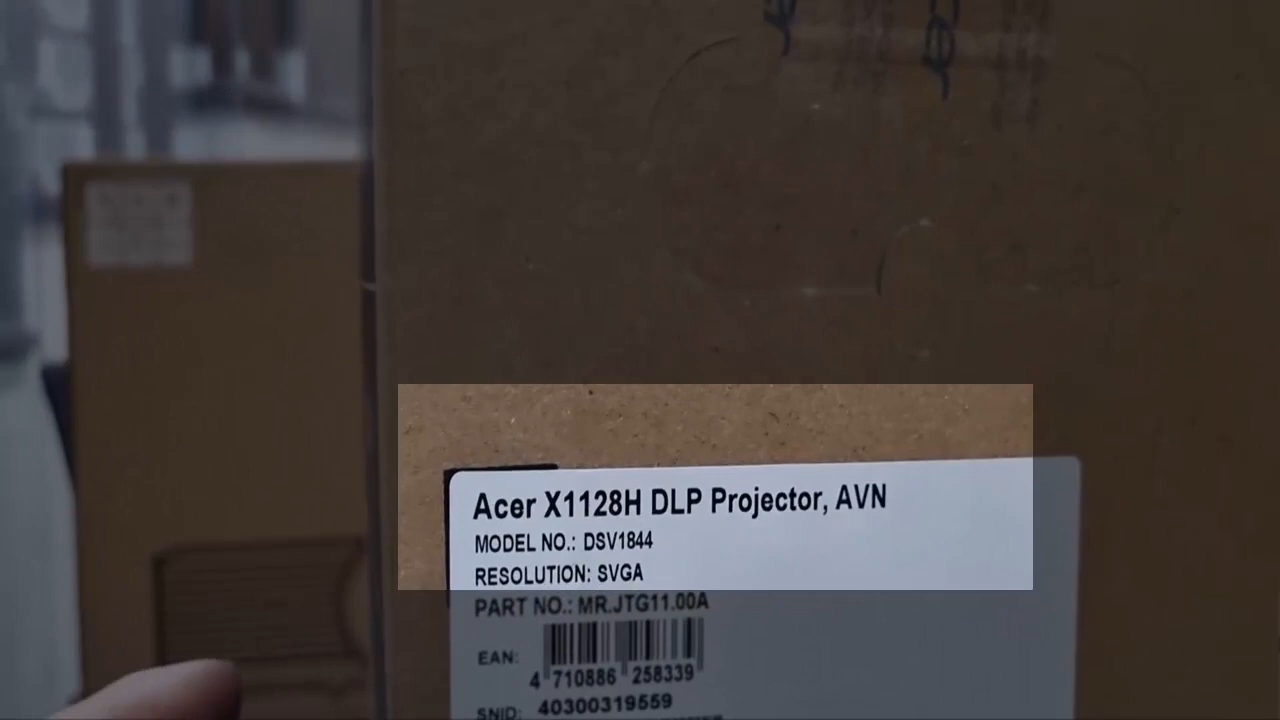 Acer X1128H DLP Projector, AVN
MODEL NO.: DSV1844
RESOLUTION: SVGA
PART NO.: MR.JTG11.00A
EAN:
4 710886 258339
SNID: 40300319559